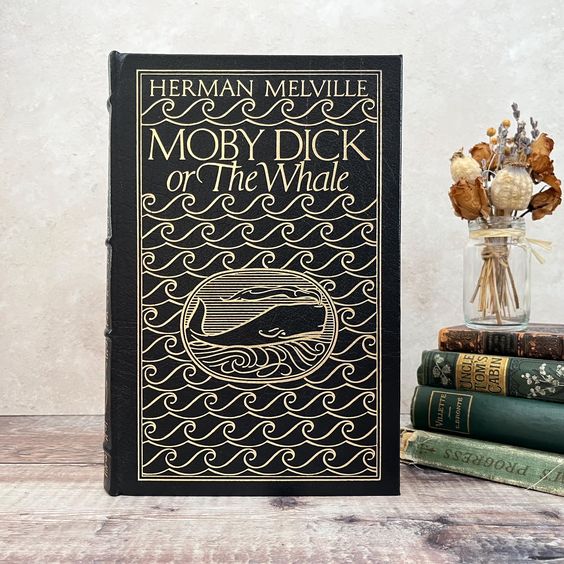 HERMAN MELVILLE
MOBY DICK
or The Whale
UNCLE
TOM'S
CABIN
VILLETTE
C. BRONTË
PROGRESS